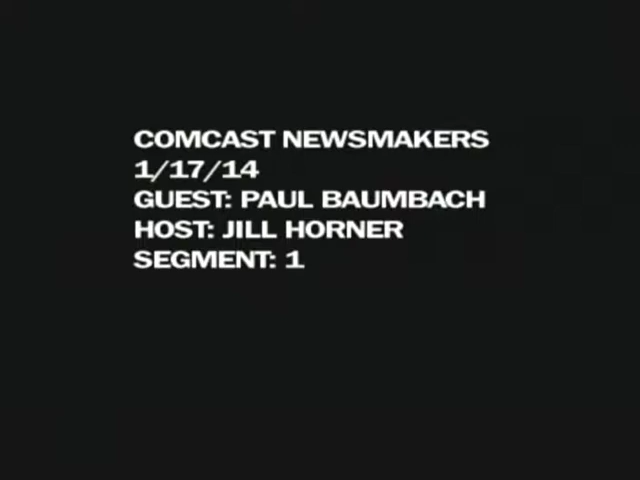 COMCAST NEWSMAKERS
1/17/14
GUEST: PAUL BAUMBACH
HOST: JILL HORNER
SEGMENT: 1